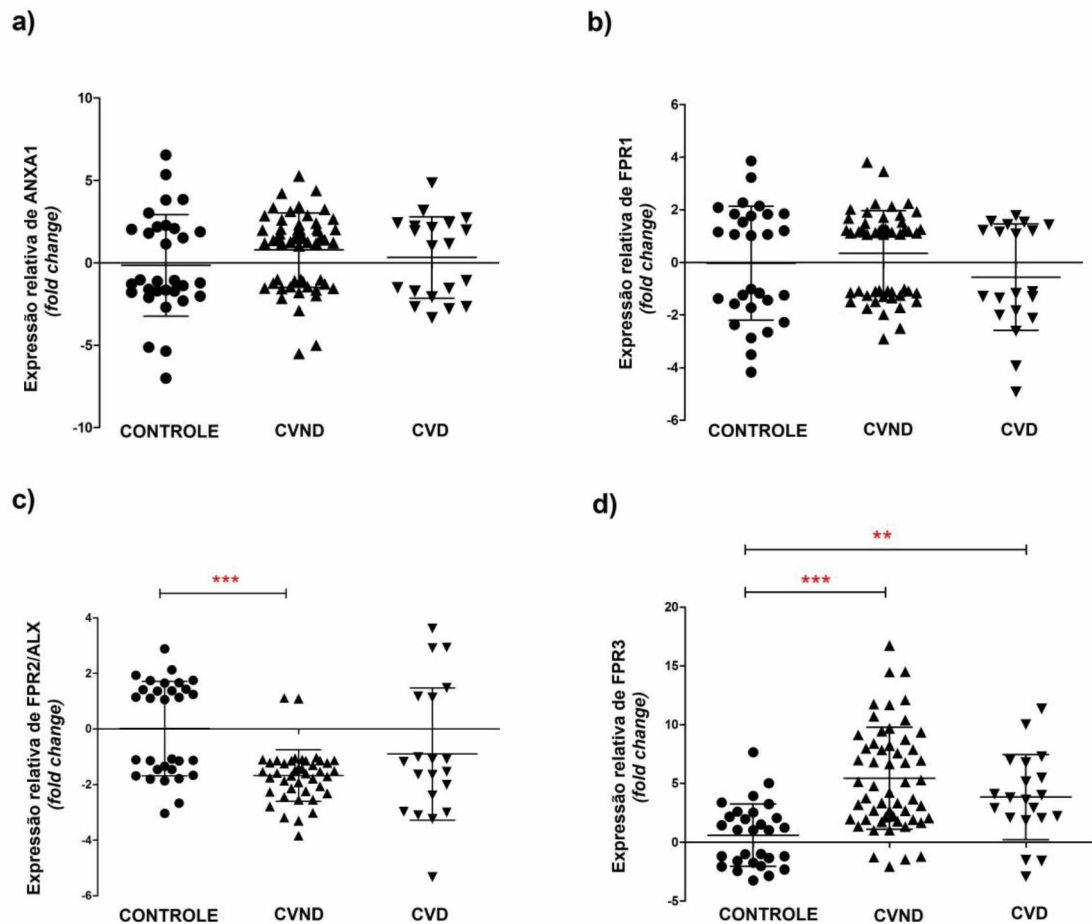 a)
Expressão relativa de ANXA1
(fold change)
10
5
0
-5
-10
CONTROLE CVND CVD
b)
Expressão relativa de FPR1
(fold change)
6
4
2
0
-2
-4
-6
CONTROLE CVND CVD
c)
Expressão relativa de FPR2/ALX
(fold change)
***
4
2
0
-2
-4
-6
CONTROLE CVND CVD
d)
Expressão relativa de FPR3
(fold change)
**
***
20
15
10
5
0
-5
CONTROLE CVND CVD